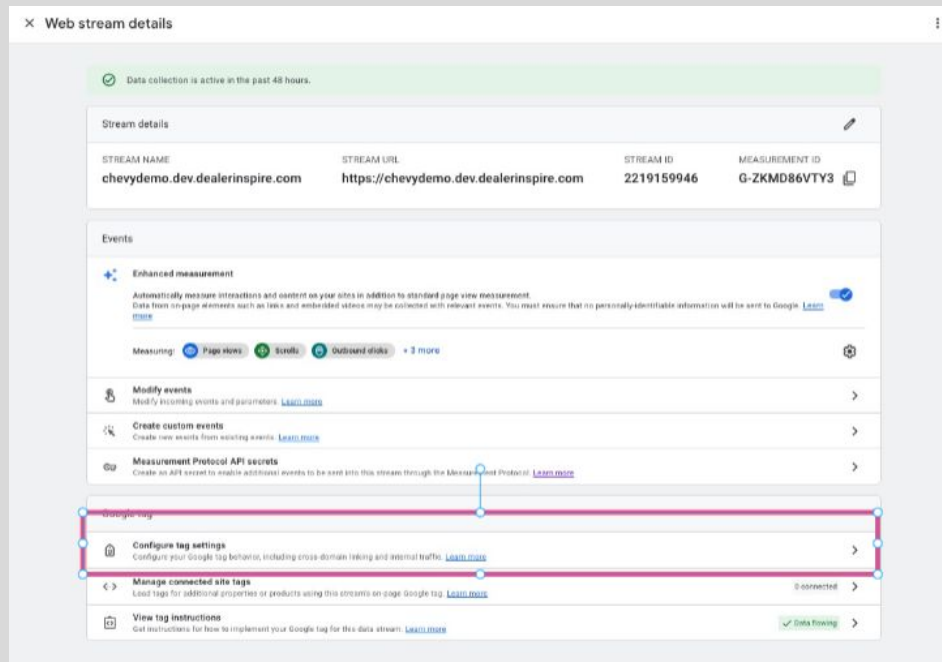 Web stream details
Data collection is active in the past 48 hours.
Stream details
STREAM NAME STREAM URL STREAM ID MEASUREMENT ID
chevydemo.dev.dealerinspire.com https://chevydemo.dev.dealerinspire.com 2219159946 G-ZKMD86VTY3
Events
Enhanced measurement
Automatically measure interactions and content on your sites in addition to standard page view measurement.
Data from on-page elements such as links and embedded videos may be collected with relevant events. You must ensure that no personally-identifiable information will be sent to Google. Learn
more
Measuring: Page views Scrolls Outbound clicks + 3 more
Modify events
Modify incoming events and parameters. Learn more
Create custom events
Create new events from existing events. Learn more
Measurement Protocol API secrets
Create an API secret to enable additional events to be sent into this stream through the Measurement Protocol. Learn more
Google tag
Configure tag settings
Configure your Google tag behavior, including cross-domain linking and internal traffic. Learn more
Manage connected site tags
Load tags for additional properties or products using this stream's on-page Google tag. Learn more
0 connected
View tag instructions
Get instructions for how to implement your Google tag for this data stream. Learn more
Data flowing